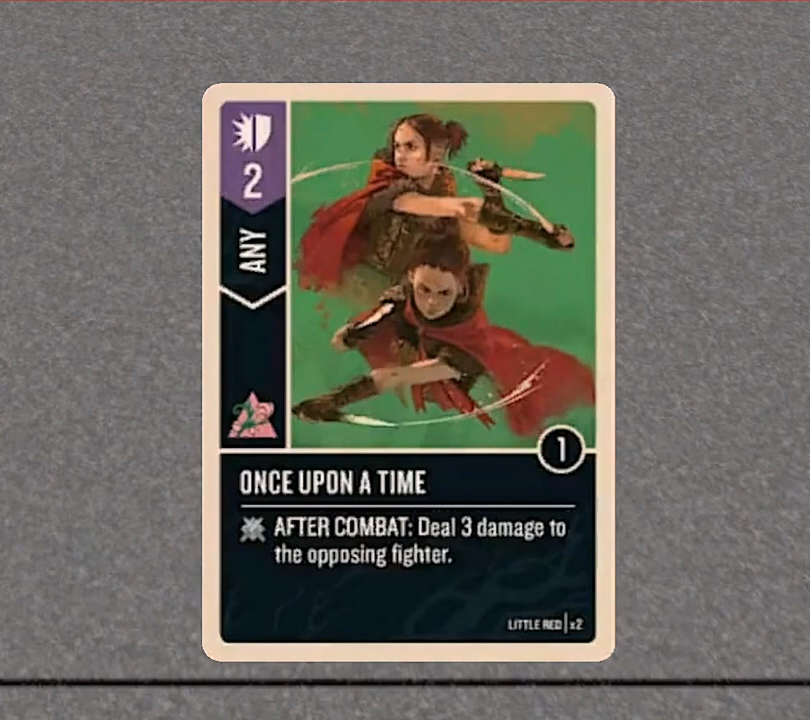 2
ANY
1
ONCE UPON A TIME
AFTER COMBAT: Deal 3 damage to
the opposing fighter.
LITTLE RED | x2